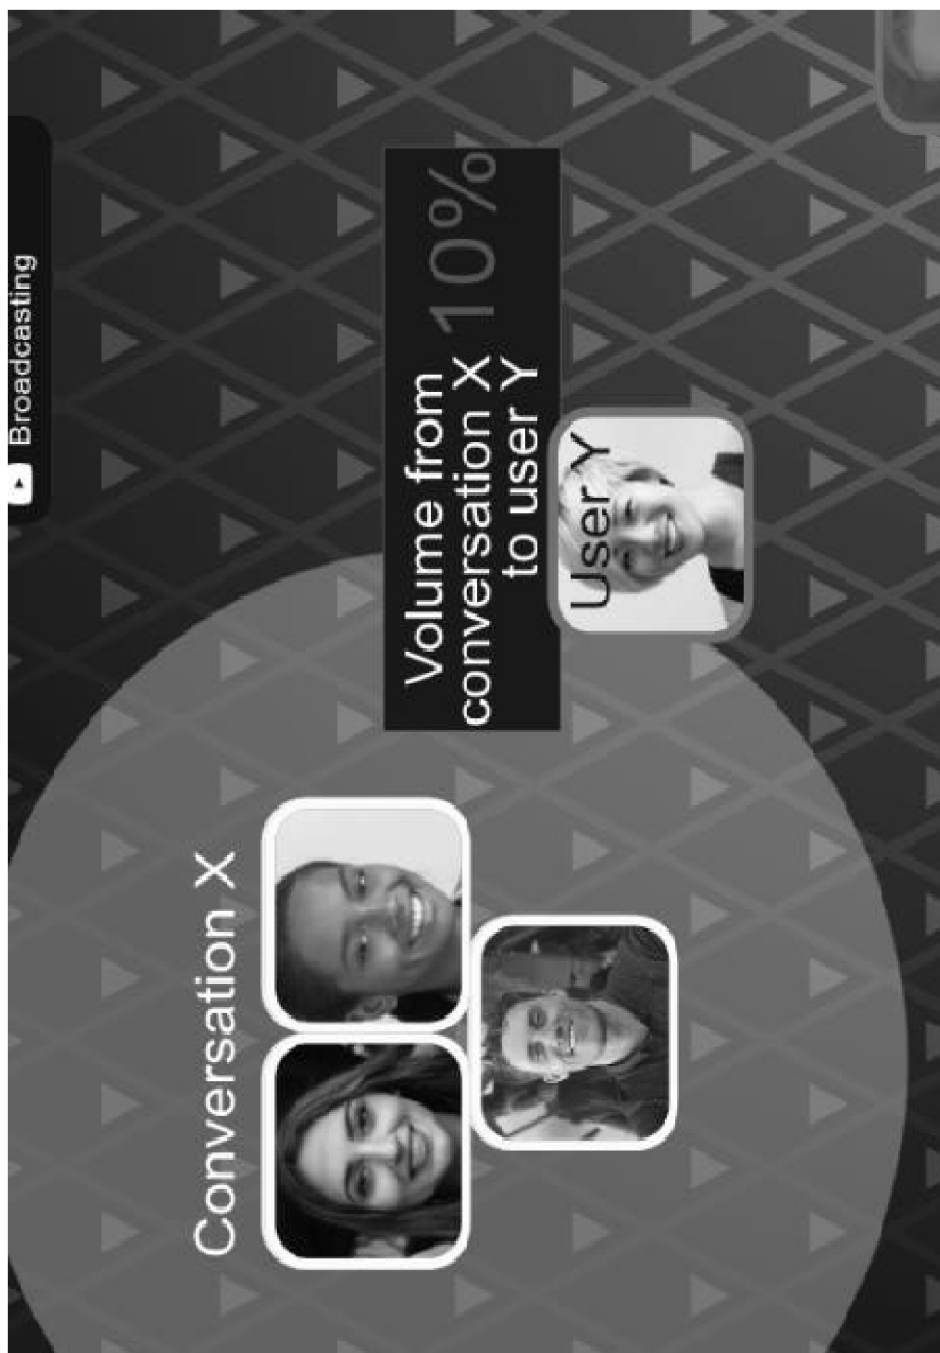 Broadcasting
Volume from
conversation X
to user Y
10%
User Y
Conversation X